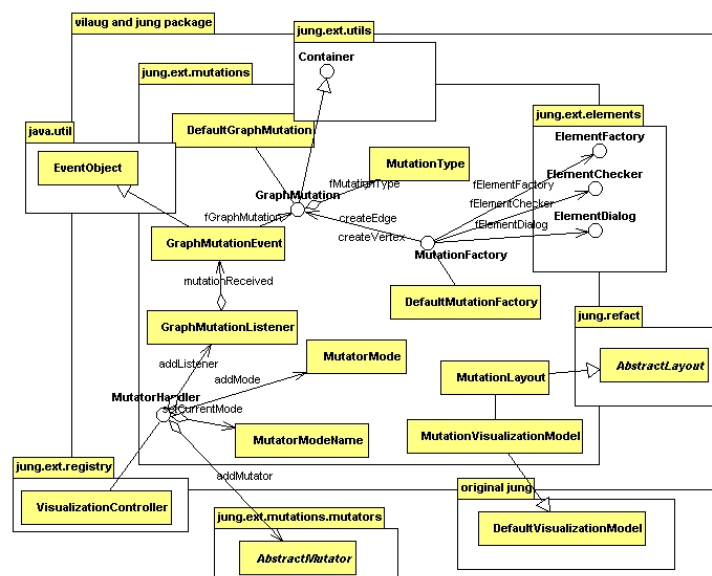 vilaug and jung package
jung.ext.utils
Container
jung.ext.mutations
jung.ext.elements
java.util
DefaultGraphMutation
ElementFactory
EventObject
MutationType
fElementFactory
ElementChecker
fMutationType
GraphMutation
fElementChecker
ElementDialog
fGraphMutation
createEdge
fElementDialog
GraphMutationEvent
createVertex
MutationFactory
mutationReceived
DefaultMutationFactory
jung.refact
GraphMutationListener
MutatorMode
AbstractLayout
addListener
addMode
MutationLayout
MutatorHandler
setCurrentMode
MutatorModeName
MutationVisualizationModel
jung.ext.registry
addMutator
original jung
VisualizationController
jung.ext.mutations.mutators
DefaultVisualizationModel
AbstractMutator